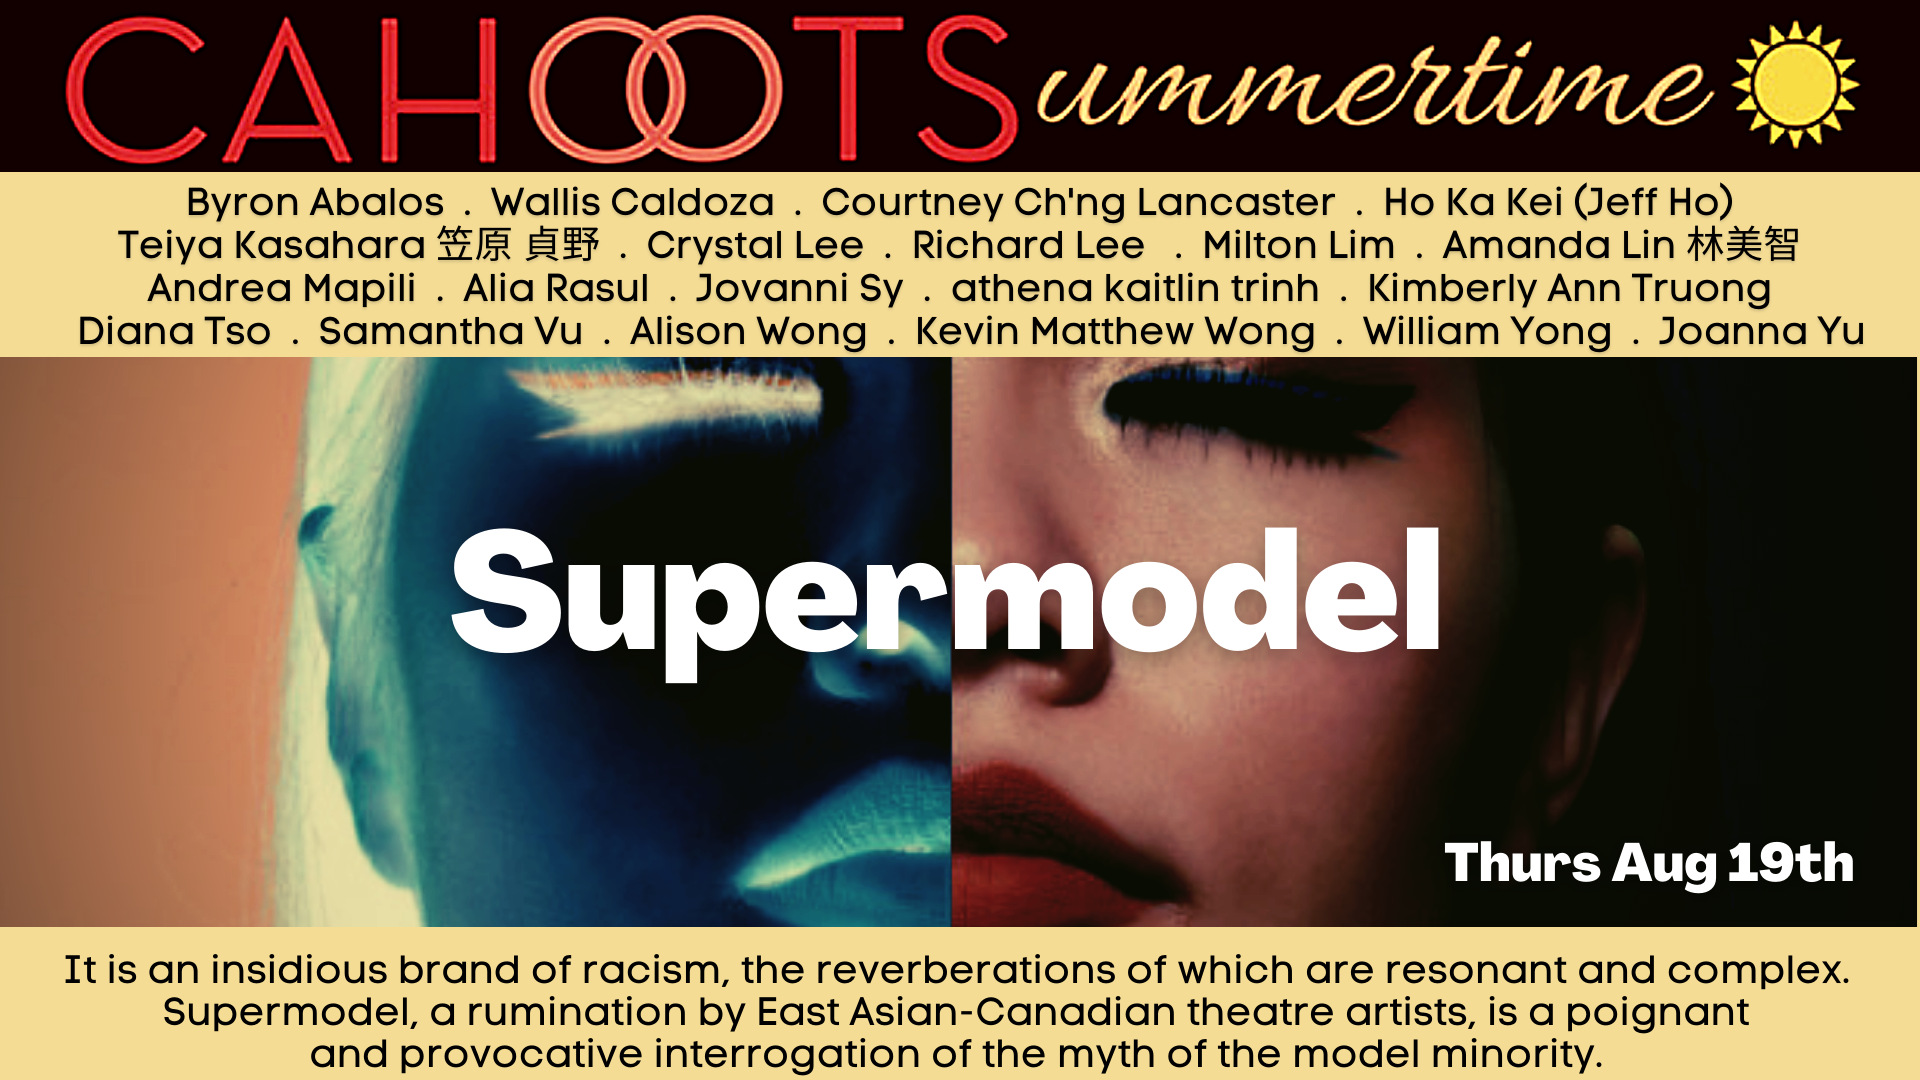 CAHOOTSummertime
Byron Abalos . Wallis Caldoza . Courtney Ch'ng Lancaster . Ho Ka Kei (Jeff Ho)
Teiya Kasahara 笠原 貞野 . Crystal Lee . Richard Lee . Milton Lim . Amanda Lin 林美智
Andrea Mapili . Alia Rasul . Jovanni Sy . athena kaitlin trinh . Kimberly Ann Truong
Diana Tso . Samantha Vu . Alison Wong . Kevin Matthew Wong . William Yong . Joanna Yu
Supermodel
Thurs Aug 19th
It is an insidious brand of racism, the reverberations of which are resonant and complex.
Supermodel, a rumination by East Asian-Canadian theatre artists, is a poignant
and provocative interrogation of the myth of the model minority.